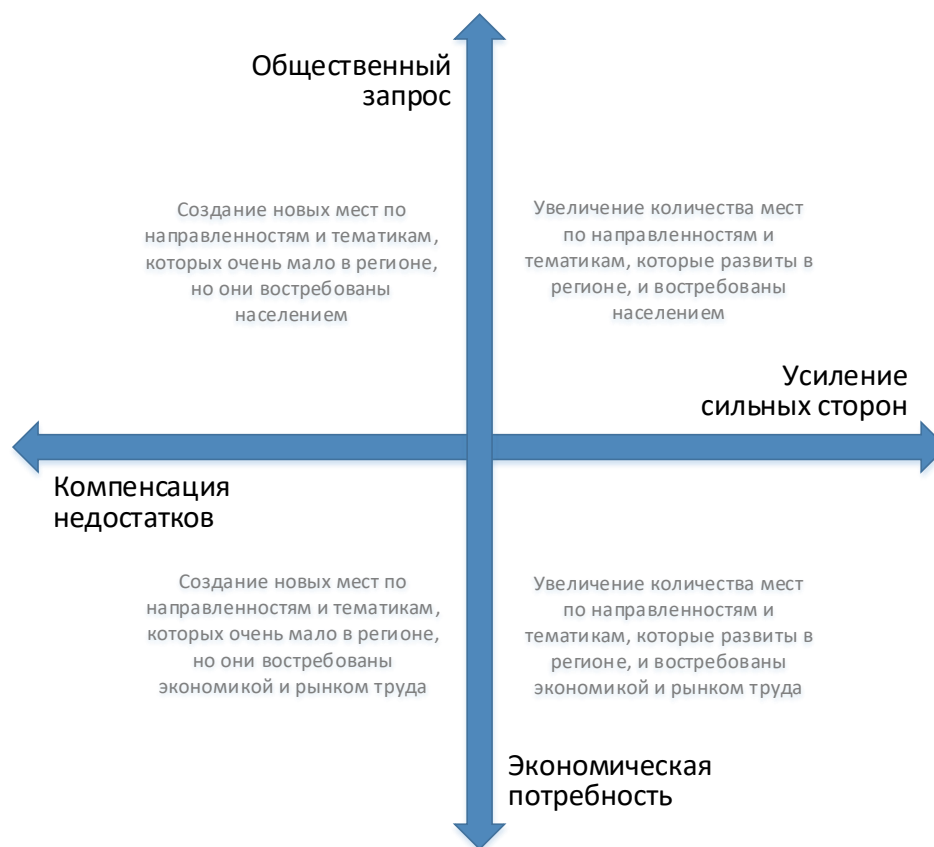 Общественный
запрос
Создание новых мест по
направленностям и тематикам,
которых очень мало в регионе,
но они востребованы
населением
Увеличение количества мест
по направленностям и
тематикам, которые развиты в
регионе, и востребованы
населением
Усиление
сильных сторон
Компенсация
недостатков
Создание новых мест по
направленностям и тематикам,
которых очень мало в регионе,
но они востребованы
экономикой и рынком труда
Увеличение количества мест
по направленностям и
тематикам, которые развиты в
регионе, и востребованы
экономикой и рынком труда
Экономическая
потребность